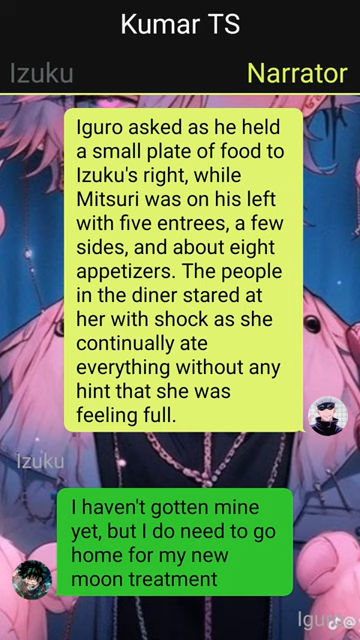 Kumar TS
Izuku
Narrator
Iguro asked as he held
a small plate of food to
Izuku's right, while
Mitsuri was on his left
with five entrees, a few
sides, and about eight
appetizers. The people
in the diner stared at
her with shock as she
continually ate
everything without any
hint that she was
feeling full.
Izuku
I haven't gotten mine
yet, but I do need to go
home for my new
moon treatment